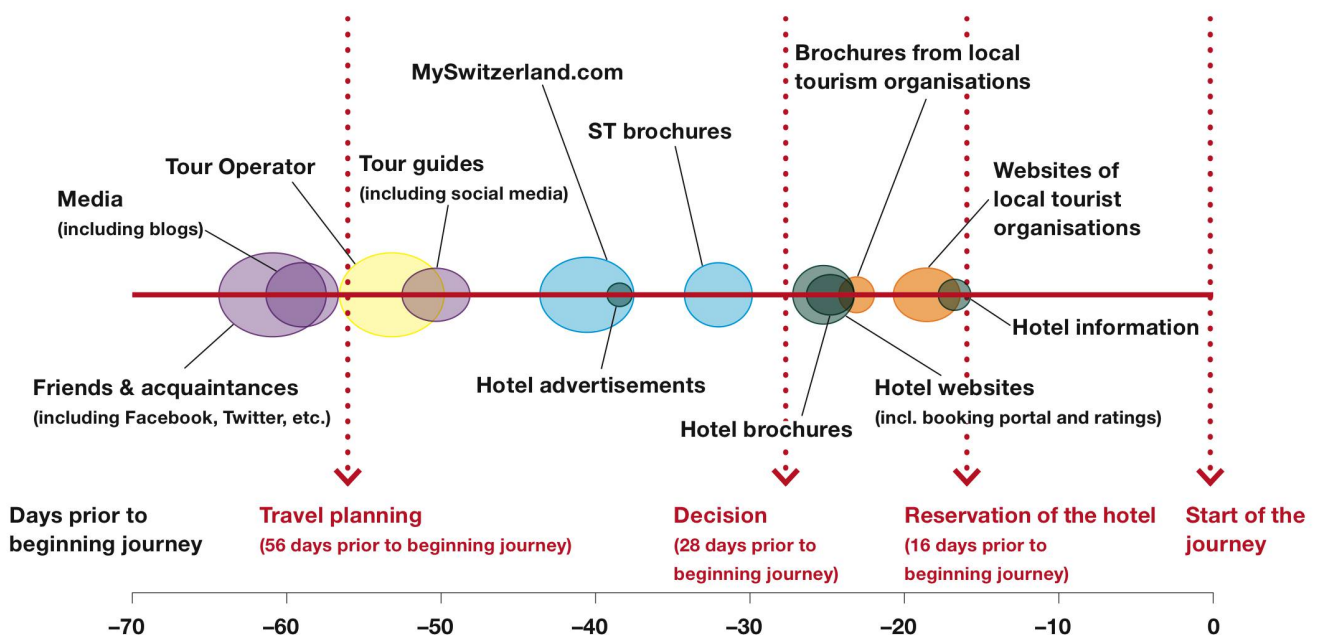 MySwitzerland.com
Brochures from local
tourism organisations
ST brochures
Tour Operator
Tour guides
(including social media)
Media
(including blogs)
Websites of
local tourist
organisations
Hotel information
Friends & acquaintances
(including Facebook, Twitter, etc.)
Hotel advertisements
Hotel brochures
Hotel websites
(incl. booking portal and ratings)
Days prior to
beginning journey
Travel planning
(56 days prior to beginning journey)
Decision
(28 days prior to
beginning journey)
Reservation of the hotel
(16 days prior to
beginning journey)
Start of the
journey
–70 –60 –50 –40 –30 –20 –10 0